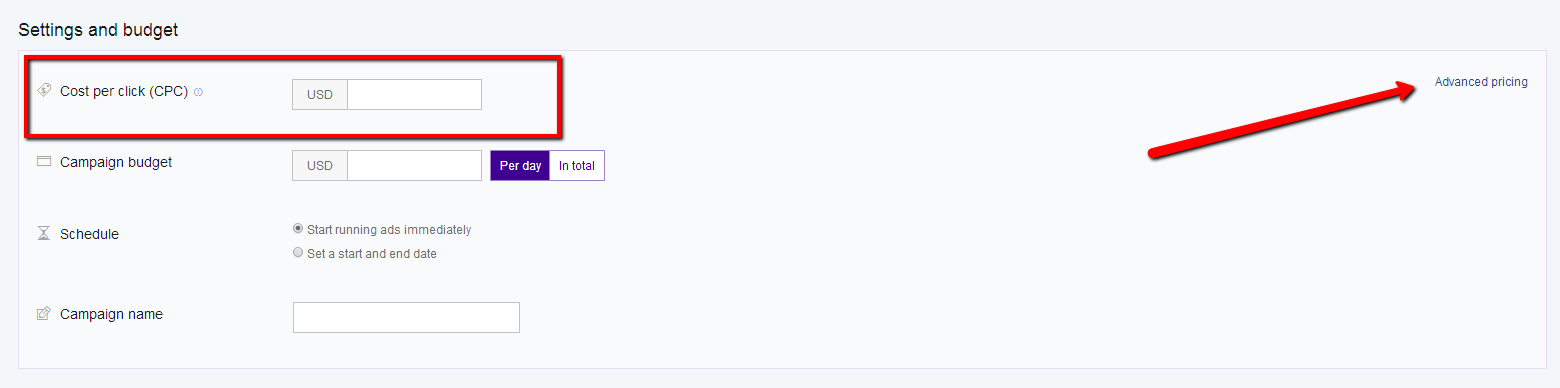 Settings and budget
Cost per click (CPC)
USD
Advanced pricing
Campaign budget
USD
Per day
In total
Schedule
Start running ads immediately
Set a start and end date
Campaign name